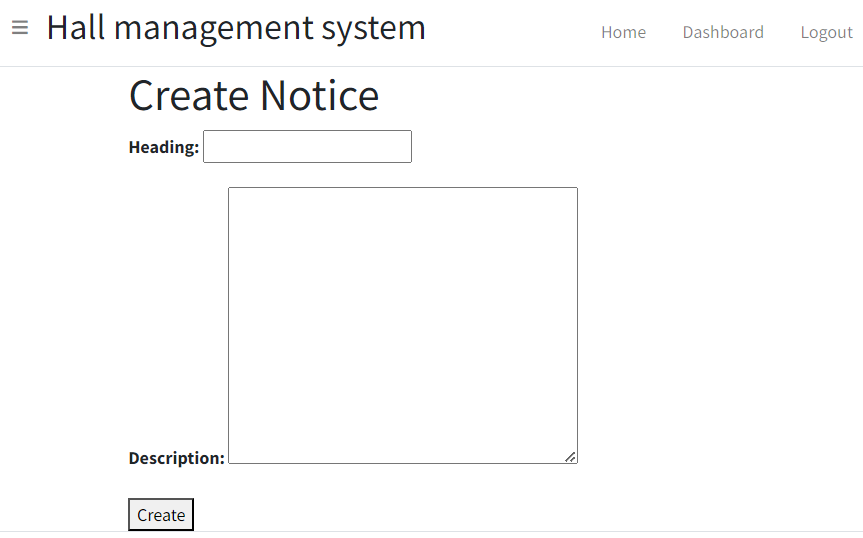 Hall management system
Home Dashboard Logout
Create Notice
Heading:
Description:
Create